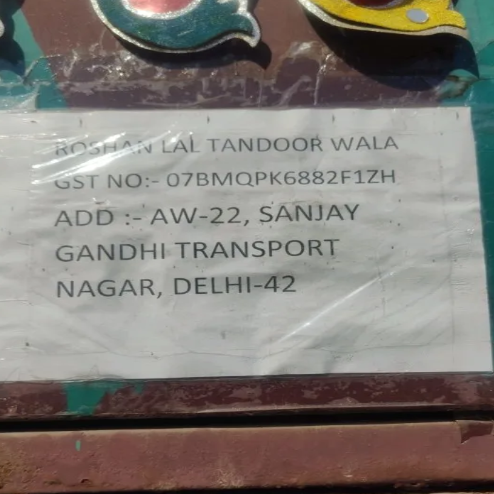 ROSHAN LAL TANDOOR WALA
GST NO:- 07BMQPK6882F1ZH
ADD :- AW-22, SANJAY
GANDHI TRANSPORT
NAGAR, DELHI-42